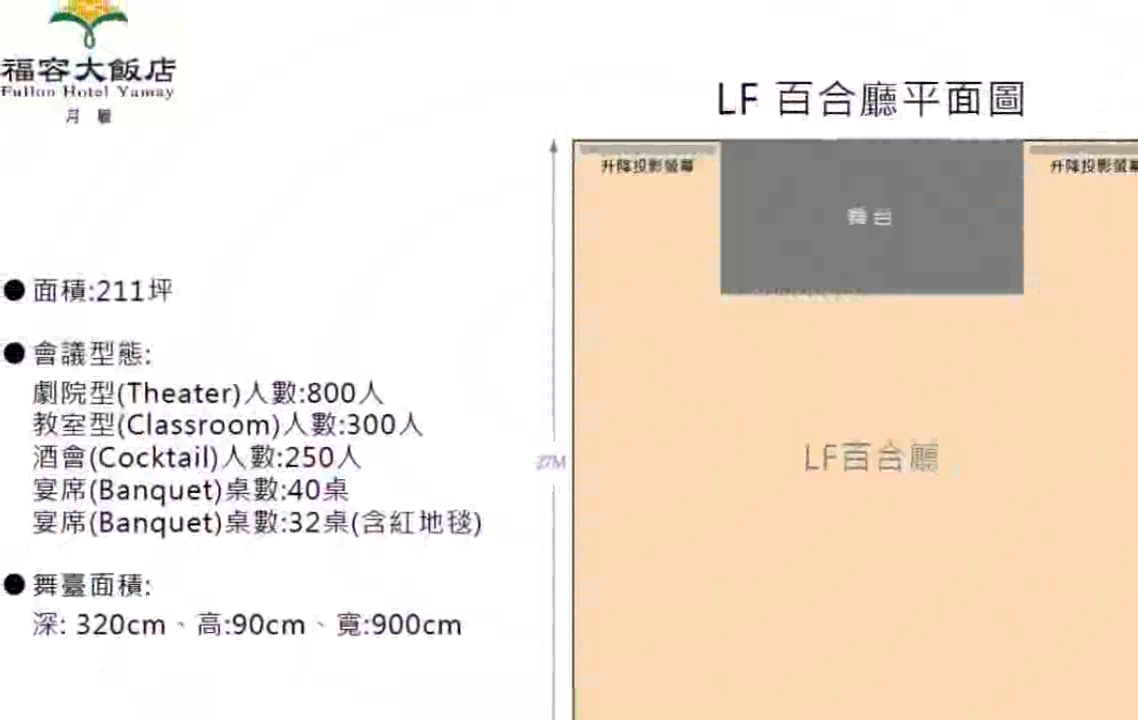 福容大飯店
Fullon Hotel Yamay
月眉
LF 百合廳平面圖
升降投影螢幕
升降投影螢幕
舞台
面積:211坪
會議型態:
劇院型(Theater)人數:800人
教室型(Classroom)人數:300人
酒會(Cocktail)人數:250人
27M
LF百合廳
宴席(Banquet)桌數:40桌
宴席(Banquet)桌數:32桌(含紅地毯)
舞臺面積:
深: 320cm、高:90cm、寬:900cm